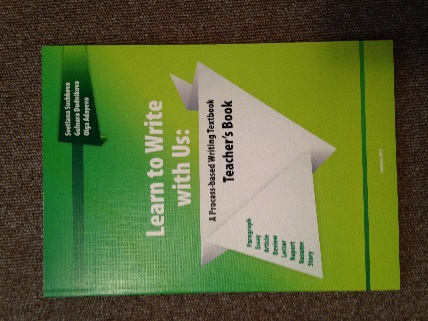 Svetlana Suchkova
Gulnara Dudnikova
Olga Adayeva
Learn to Write
with Us:
A Process-based Writing Textbook
Teacher's Book
Paragraph
Essay
Article
Review
Letter
Report
Resume
Story